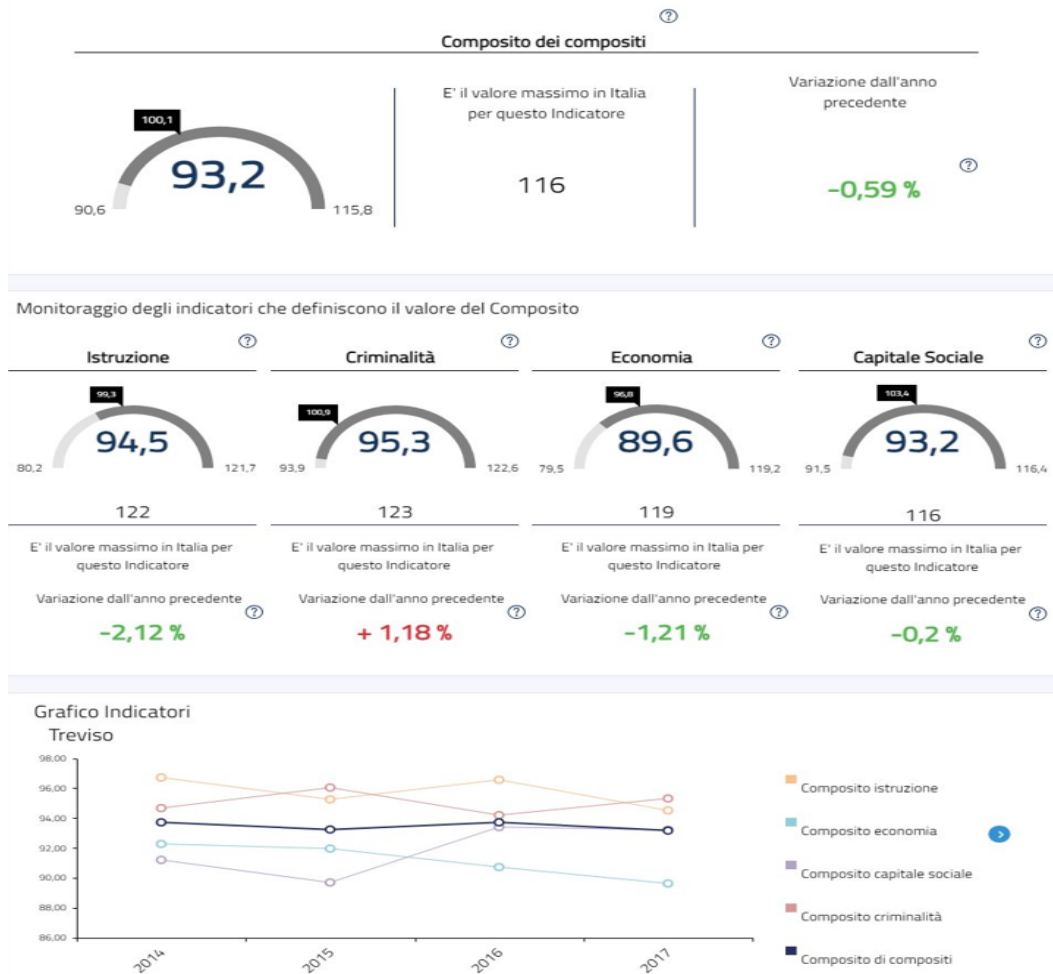 Composito dei compositi
?
E' il valore massimo in Italia
per questo Indicatore
Variazione dall'anno
precedente
100,1
93,2
90,6
115,8
116
?
-0,59 %
Monitoraggio degli indicatori che definiscono il valore del Composito
Istruzione
?
99,3
94,5
80,2
121,7
122
E' il valore massimo in Italia per
questo Indicatore
Variazione dall'anno precedente
?
-2,12 %
Criminalità
?
100,9
95,3
93,9
122,6
123
E' il valore massimo in Italia per
questo Indicatore
Variazione dall'anno precedente
?
+ 1,18 %
Economia
?
96,8
89,6
79,5
119,2
119
E' il valore massimo in Italia per
questo Indicatore
Variazione dall'anno precedente
?
-1,21 %
Capitale Sociale
?
103,4
93,2
91,5
116,4
116
E' il valore massimo in Italia per
questo Indicatore
Variazione dall'anno precedente
?
-0,2 %
Grafico Indicatori
Treviso
98,00
96,00
94,00
92,00
90,00
88,00
86,00
2014
2015
2016
2017
Composito istruzione
Composito economia
Composito capitale sociale
Composito criminalità
Composito di compositi